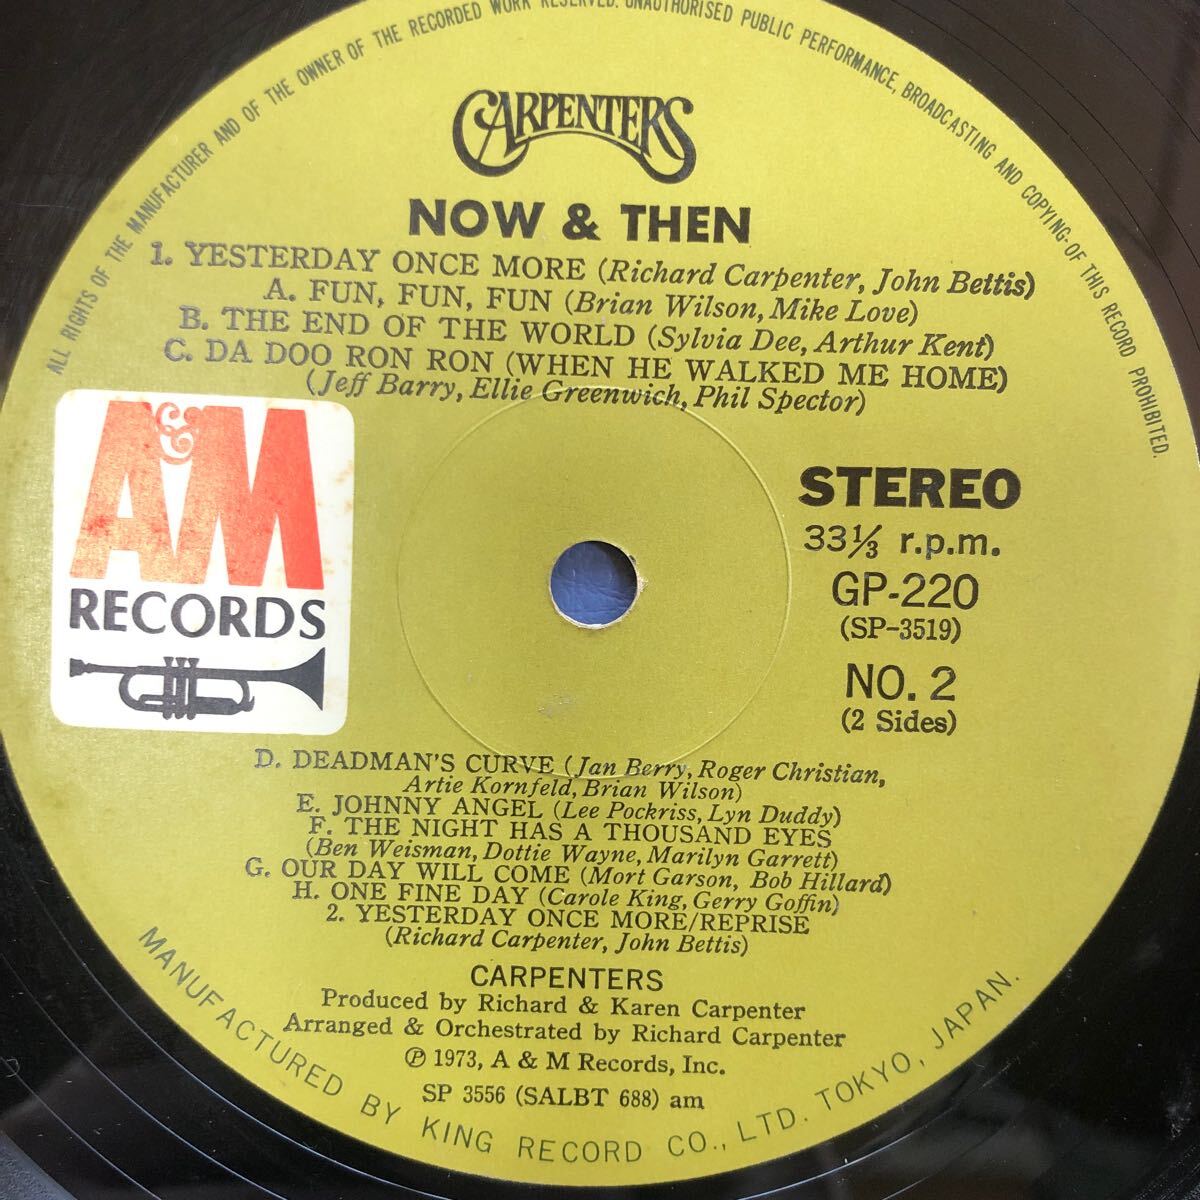 ALL RIGHTS OF THE MANUFACTURER AND OF THE OWNER OF THE RECORDED WORK RESERVED. UNAUTHORISED PUBLIC PERFORMANCE, BROADCASTING AND COPYING OF THIS RECORD PROHIBITED.
CARPENTERS
NOW & THEN
1. YESTERDAY ONCE MORE (Richard Carpenter, John Bettis)
A. FUN, FUN, FUN (Brian Wilson, Mike Love)
B. THE END OF THE WORLD (Sylvia Dee, Arthur Kent)
C. DA DOO RON RON (WHEN HE WALKED ME HOME)
(Jeff Barry, Ellie Greenwich, Phil Spector)
A&M
RECORDS
STEREO
33⅓ r.p.m.
GP-220
(SP-3519)
NO. 2
(2 Sides)
D. DEADMAN'S CURVE (Jan Berry, Roger Christian,
Artie Kornfeld, Brian Wilson)
E. JOHNNY ANGEL (Lee Pockriss, Lyn Duddy)
F. THE NIGHT HAS A THOUSAND EYES
(Ben Weisman, Dottie Wayne, Marilyn Garrett)
G. OUR DAY WILL COME (Mort Garson, Bob Hillard)
H. ONE FINE DAY (Carole King, Gerry Goffin)
2. YESTERDAY ONCE MORE/REPRISE
(Richard Carpenter, John Bettis)
CARPENTERS
Produced by Richard & Karen Carpenter
Arranged & Orchestrated by Richard Carpenter
℗ 1973, A & M Records, Inc.
SP 3556 (SALBT 688) am
MANUFACTURED BY KING RECORD CO., LTD. TOKYO, JAPAN.